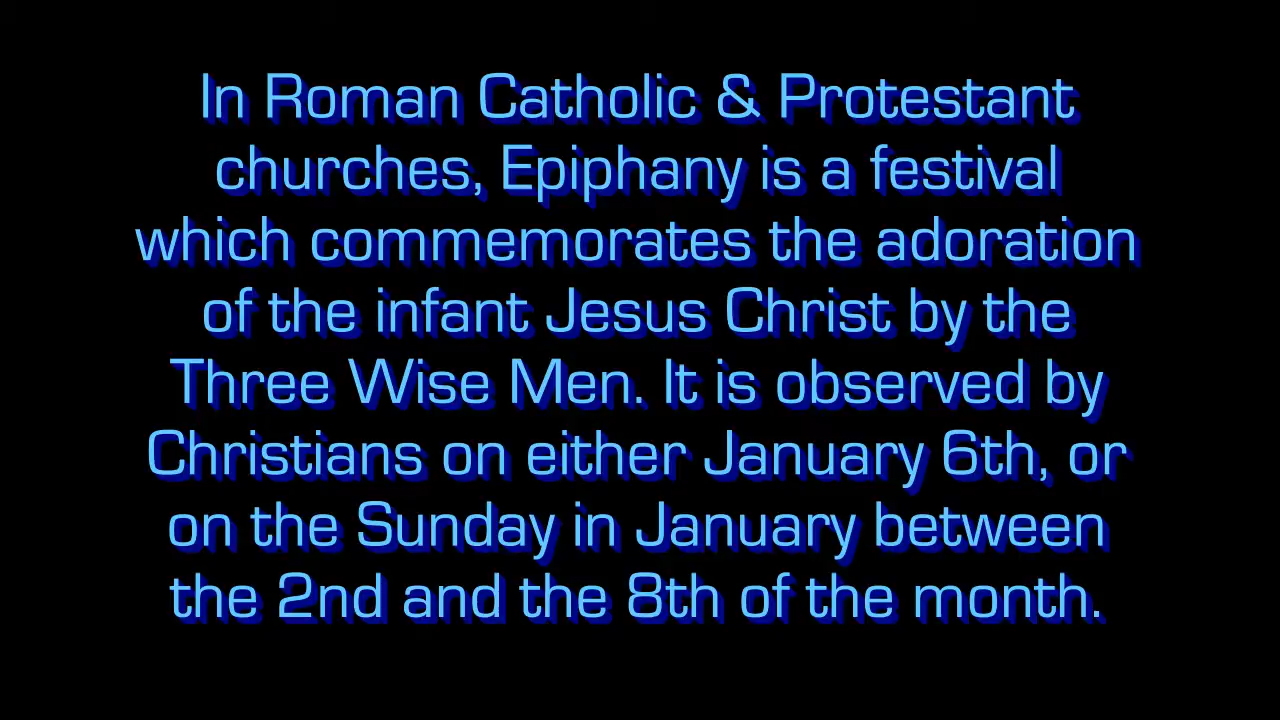 In Roman Catholic & Protestant
churches, Epiphany is a festival
which commemorates the adoration
of the infant Jesus Christ by the
Three Wise Men. It is observed by
Christians on either January 6th, or
on the Sunday in January between
the 2nd and the 8th of the month.